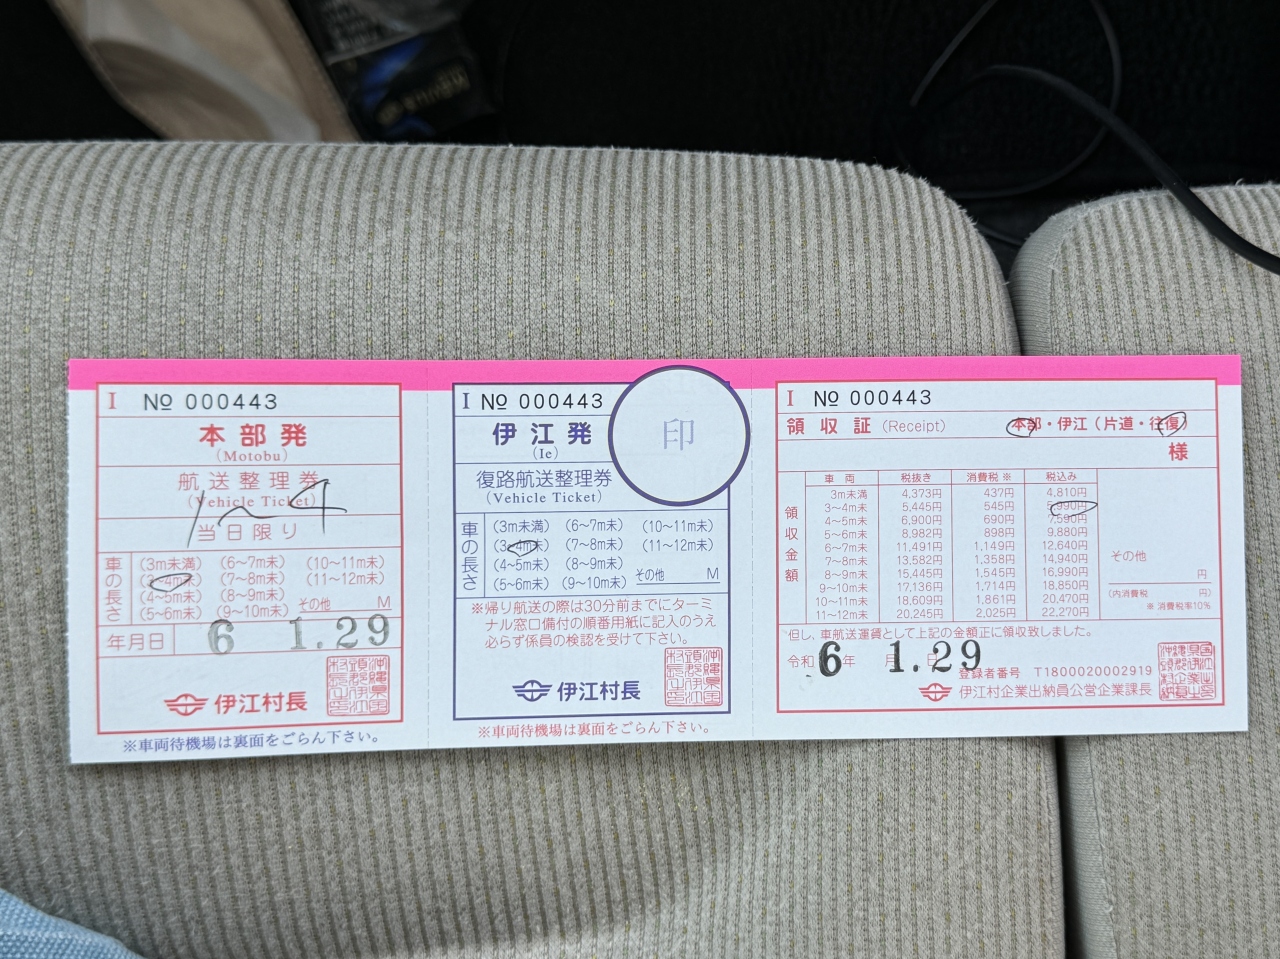 I № 000443
本部発
(Motobu)
航送整理券
(Vehicle Ticket)
1~4
当日限り
車の長さ
(3m未満) (6~7m未) (10~11m未)
(3~4m未) (7~8m未) (11~12m未)
(4~5m未) (8~9m未)
(5~6m未) (9~10m未) その他 M
年月日 6 1.29
伊江村長
※車両待機場は裏面をごらん下さい。
I № 000443
伊江発
(Ie)
印
復路航送整理券
(Vehicle Ticket)
車の長さ
(3m未満) (6~7m未) (10~11m未)
(3~4m未) (7~8m未) (11~12m未)
(4~5m未) (8~9m未)
(5~6m未) (9~10m未) その他 M
※帰り航送の際は30分前までにターミ
ナル窓口備付の順番用紙に記入のうえ
必らず係員の検認を受けて下さい。
伊江村長
※車両待機場は裏面をごらん下さい。
I № 000443
領収証 (Receipt) 本部・伊江(片道・往復)
様
領収金額
車両 税抜き 消費税※ 税込み
3m未満 4,373円 437円 4,810円
3~4m未 5,445円 545円 5,990円
4~5m未 6,900円 690円 7,590円
5~6m未 8,982円 898円 9,880円
6~7m未 11,491円 1,149円 12,640円
7~8m未 13,582円 1,358円 14,940円
8~9m未 15,445円 1,545円 16,990円
9~10m未 17,136円 1,714円 18,850円
10~11m未 18,609円 1,861円 20,470円
11~12m未 20,245円 2,025円 22,270円
その他
円
(内消費税 円)
※消費税率10%
但し、車航送運賃として上記の金額正に領収致しました。
令和6年 1月.29日
登録者番号 T1800020002919
伊江村企業出納員公営企業課長